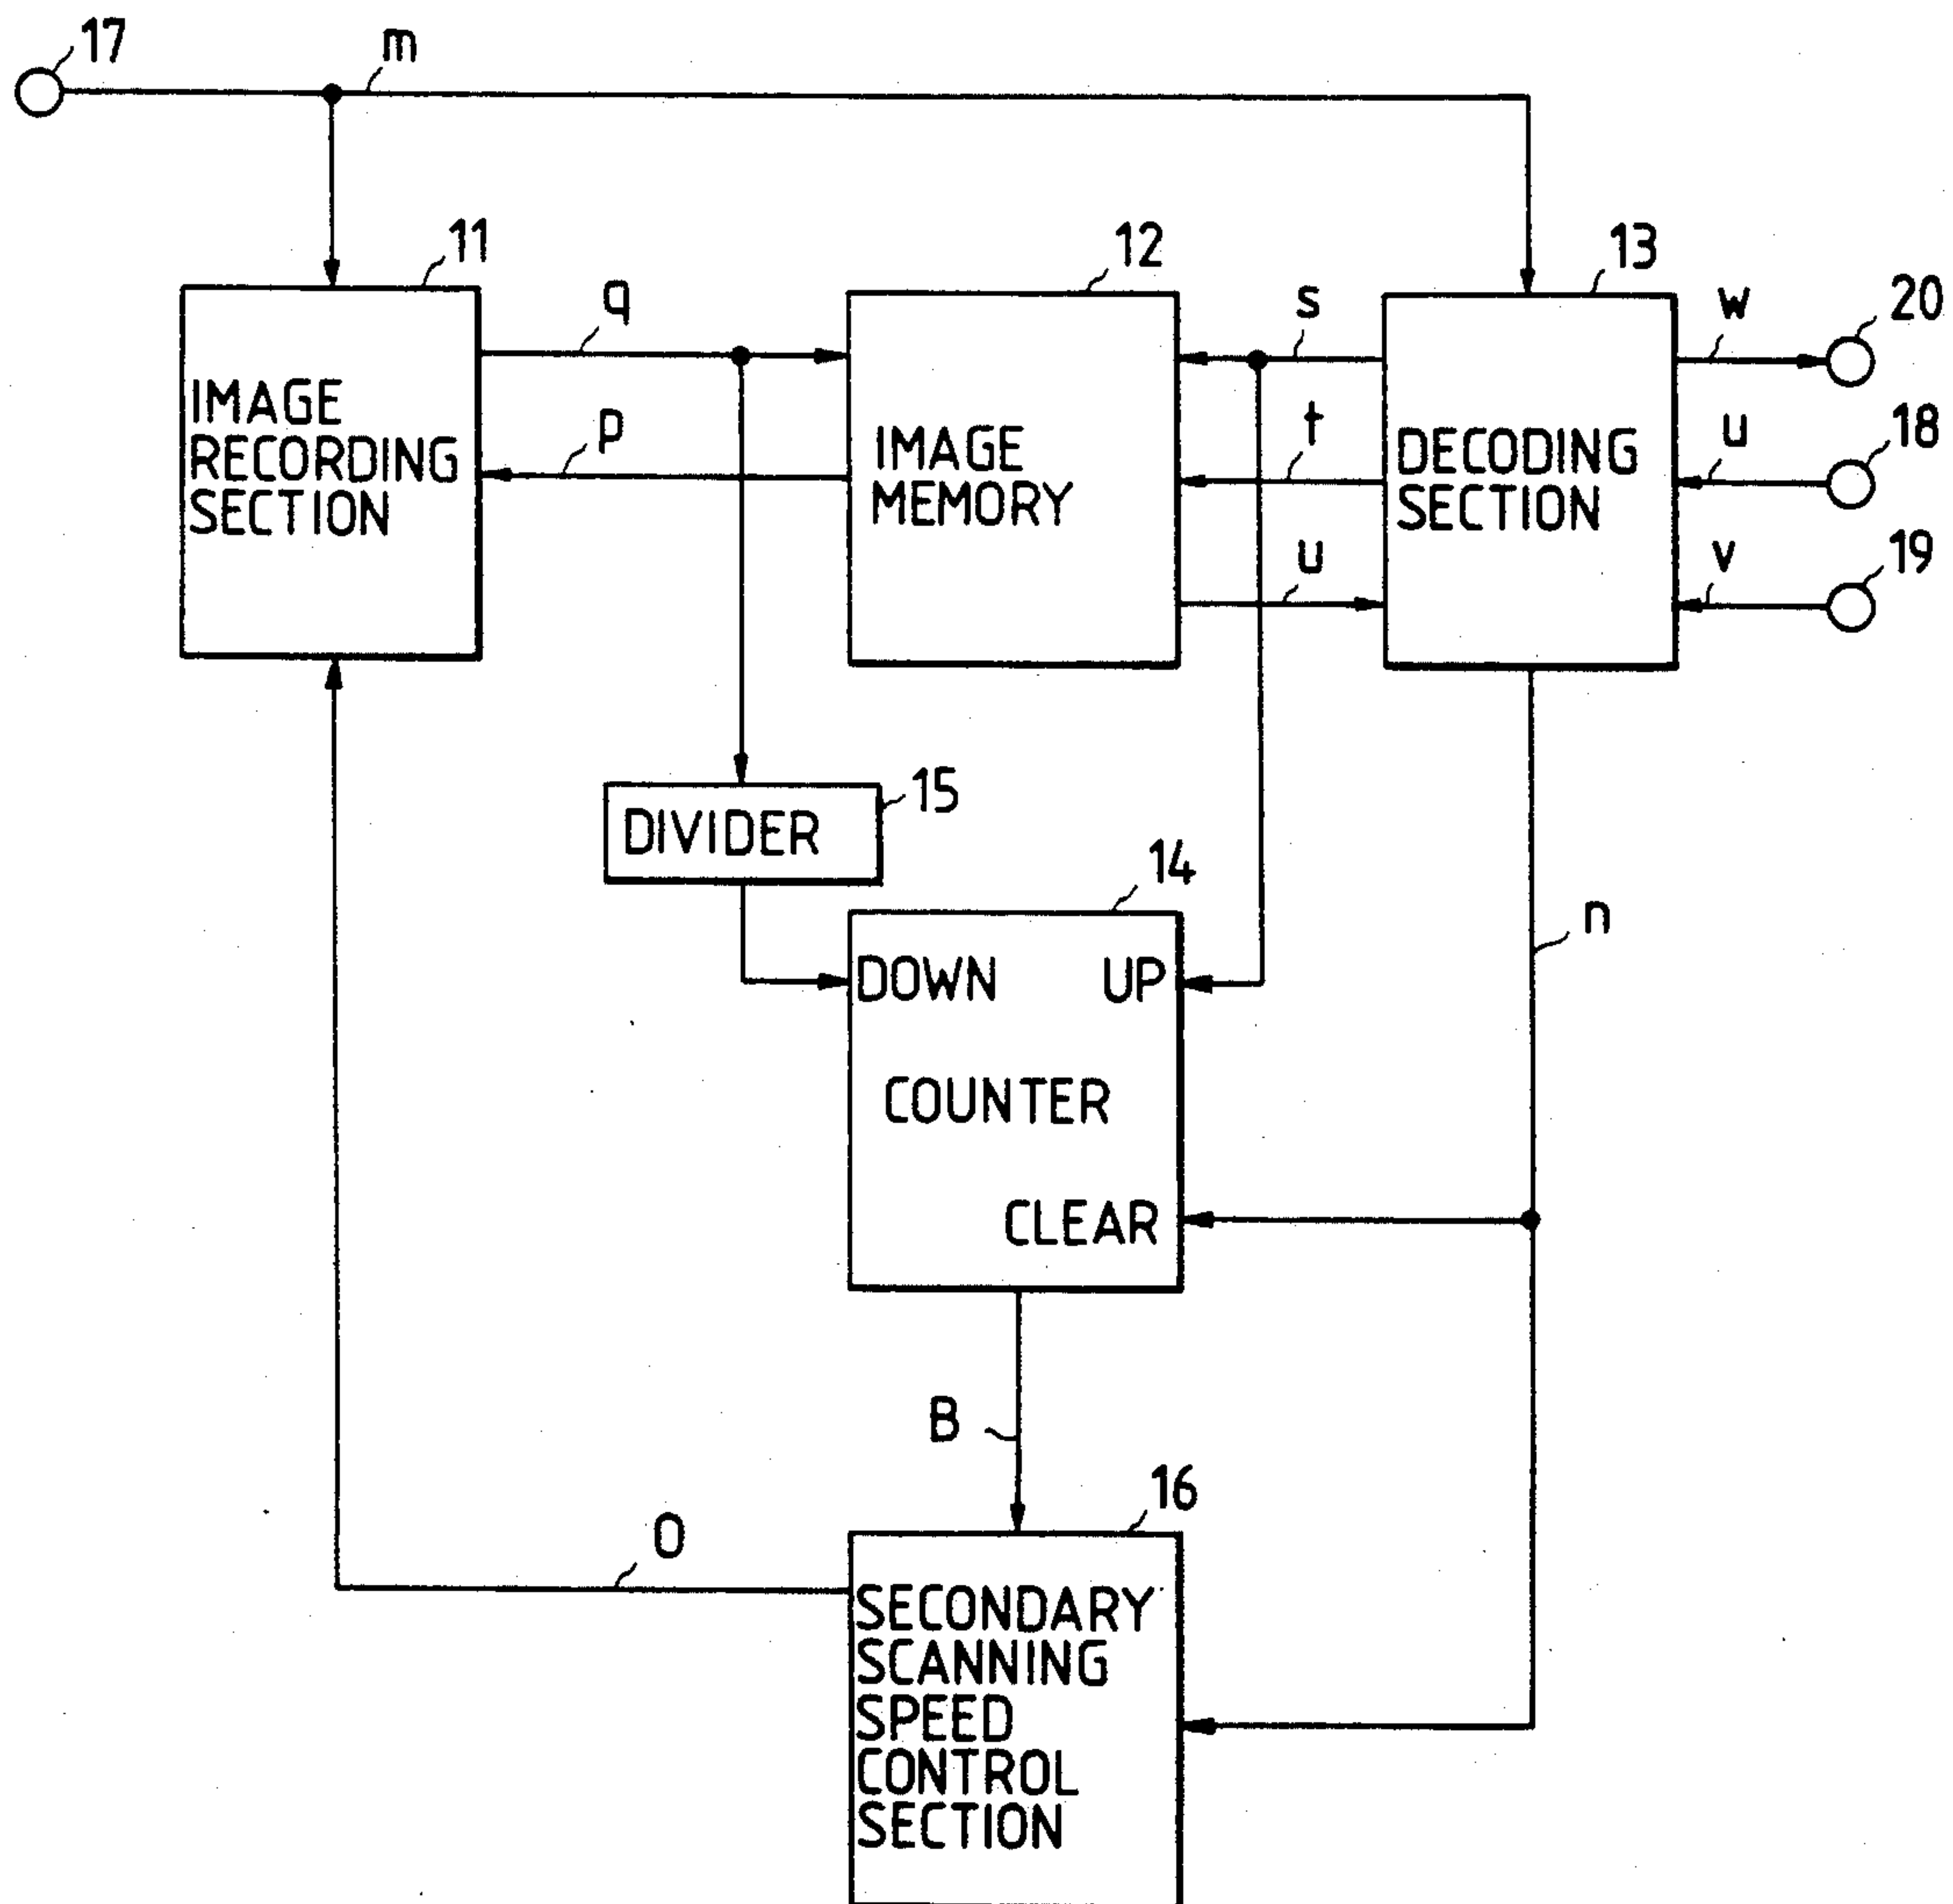 17
m
11
12
13
q
s
w
20
IMAGE
RECORDING
SECTION
p
IMAGE
MEMORY
t
DECODING
SECTION
u
18
u
v
19
DIVIDER
15
14
n
DOWN
UP
COUNTER
CLEAR
B
16
O
SECONDARY
SCANNING
SPEED
CONTROL
SECTION